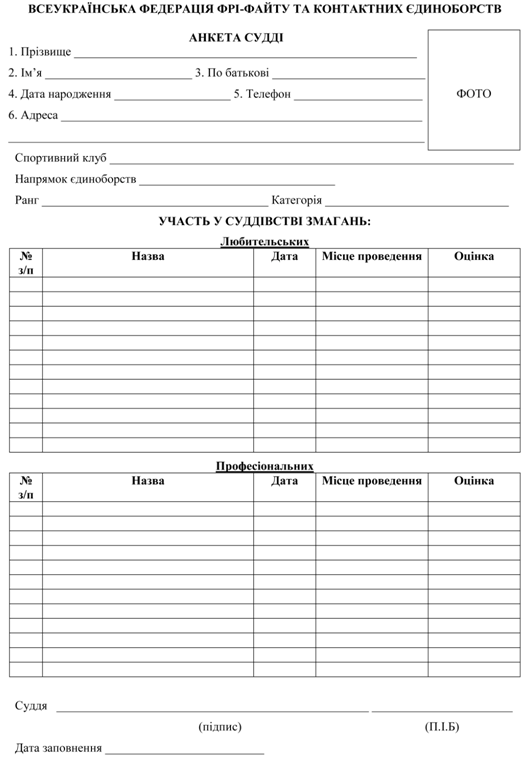 ВСЕУКРАЇНСЬКА ФЕДЕРАЦІЯ ФРІ-ФАЙТУ ТА КОНТАКТНИХ ЄДИНОБОРСТВ
АНКЕТА СУДДІ
1. Прізвище
2. Ім’я 3. По батькові
4. Дата народження 5. Телефон
ФОТО
6. Адреса
Спортивний клуб
Напрямок єдиноборств
Ранг Категорія
УЧАСТЬ У СУДДІВСТВІ ЗМАГАНЬ:
Любительських
№ з/п Назва Дата Місце проведення Оцінка
Професіональних
№ з/п Назва Дата Місце проведення Оцінка
Суддя
(підпис) (П.І.Б)
Дата заповнення